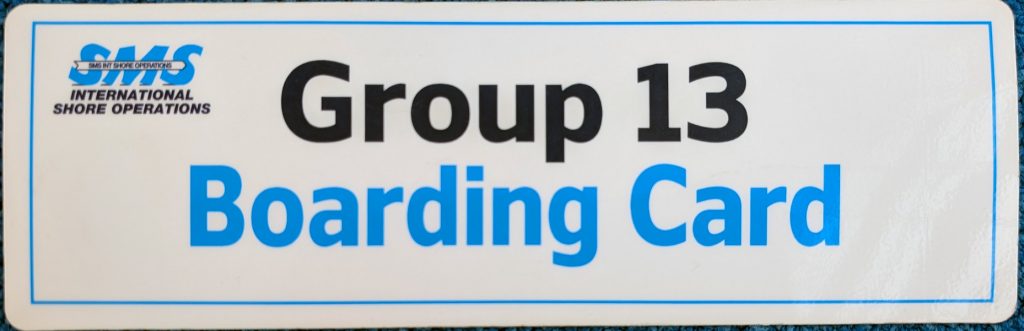 SMS
SMS INT SHORE OPERATIONS
INTERNATIONAL
SHORE OPERATIONS
Group 13
Boarding Card